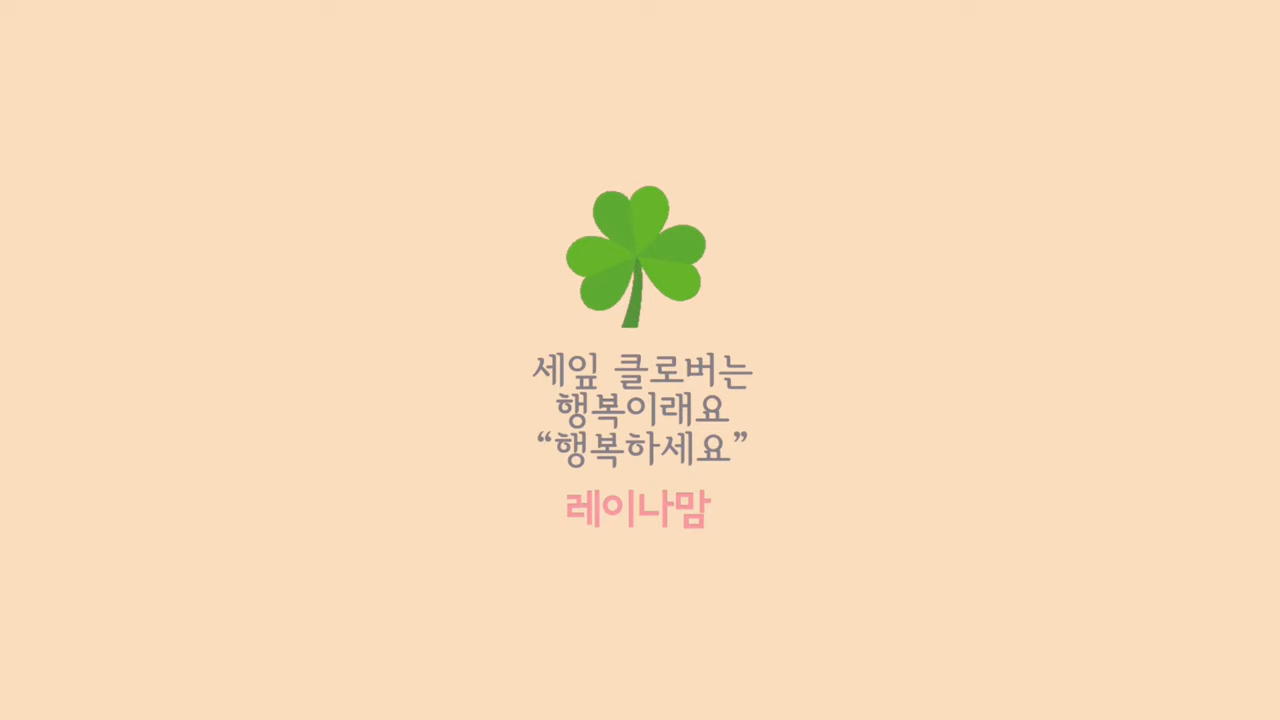 세잎 클로버는
행복이래요
“행복하세요”
레이나맘